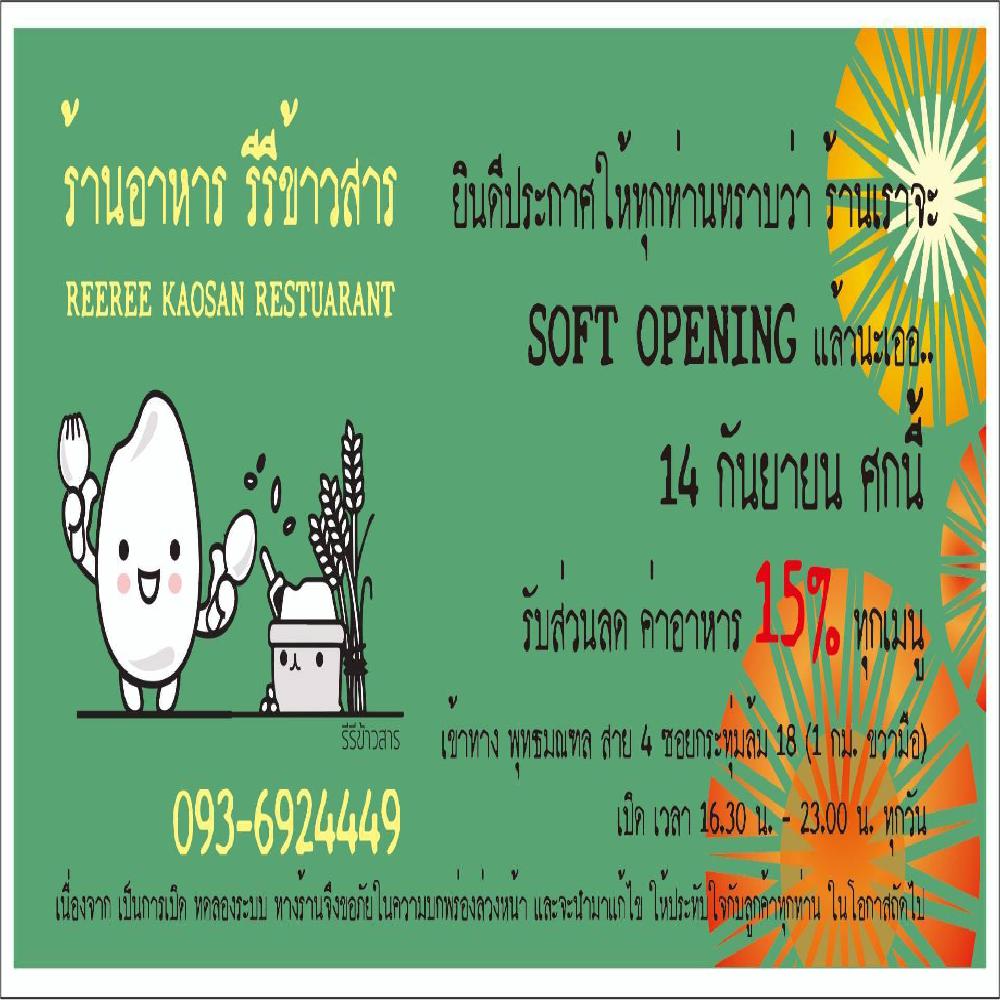 ร้านอาหาร รีรีข้าวสาร
REEREE KAOSAN RESTUARANT
ยินดีประกาศให้ทุกท่านทราบว่า ร้านเราจะ
SOFT OPENING แล้วนะเออ..
14 กันยายน ศกนี้
รับส่วนลด ค่าอาหาร 15% ทุกเมนู
เข้าทาง พุทธมณฑล สาย 4 ซอยกระทุ่มล้ม 18 (1 กม. ขวามือ)
เปิด เวลา 16.30 น. - 23.00 น. ทุกวัน
รีรีข้าวสาร
093-6924449
เนื่องจาก เป็นการเปิด ทดลองระบบ ทางร้านจึงขอภัยในความบกพร่องล่วงหน้า และจะนำมาแก้ไข ให้ประทับใจกับลูกค้าทุกท่าน ในโอกาสถัดไป